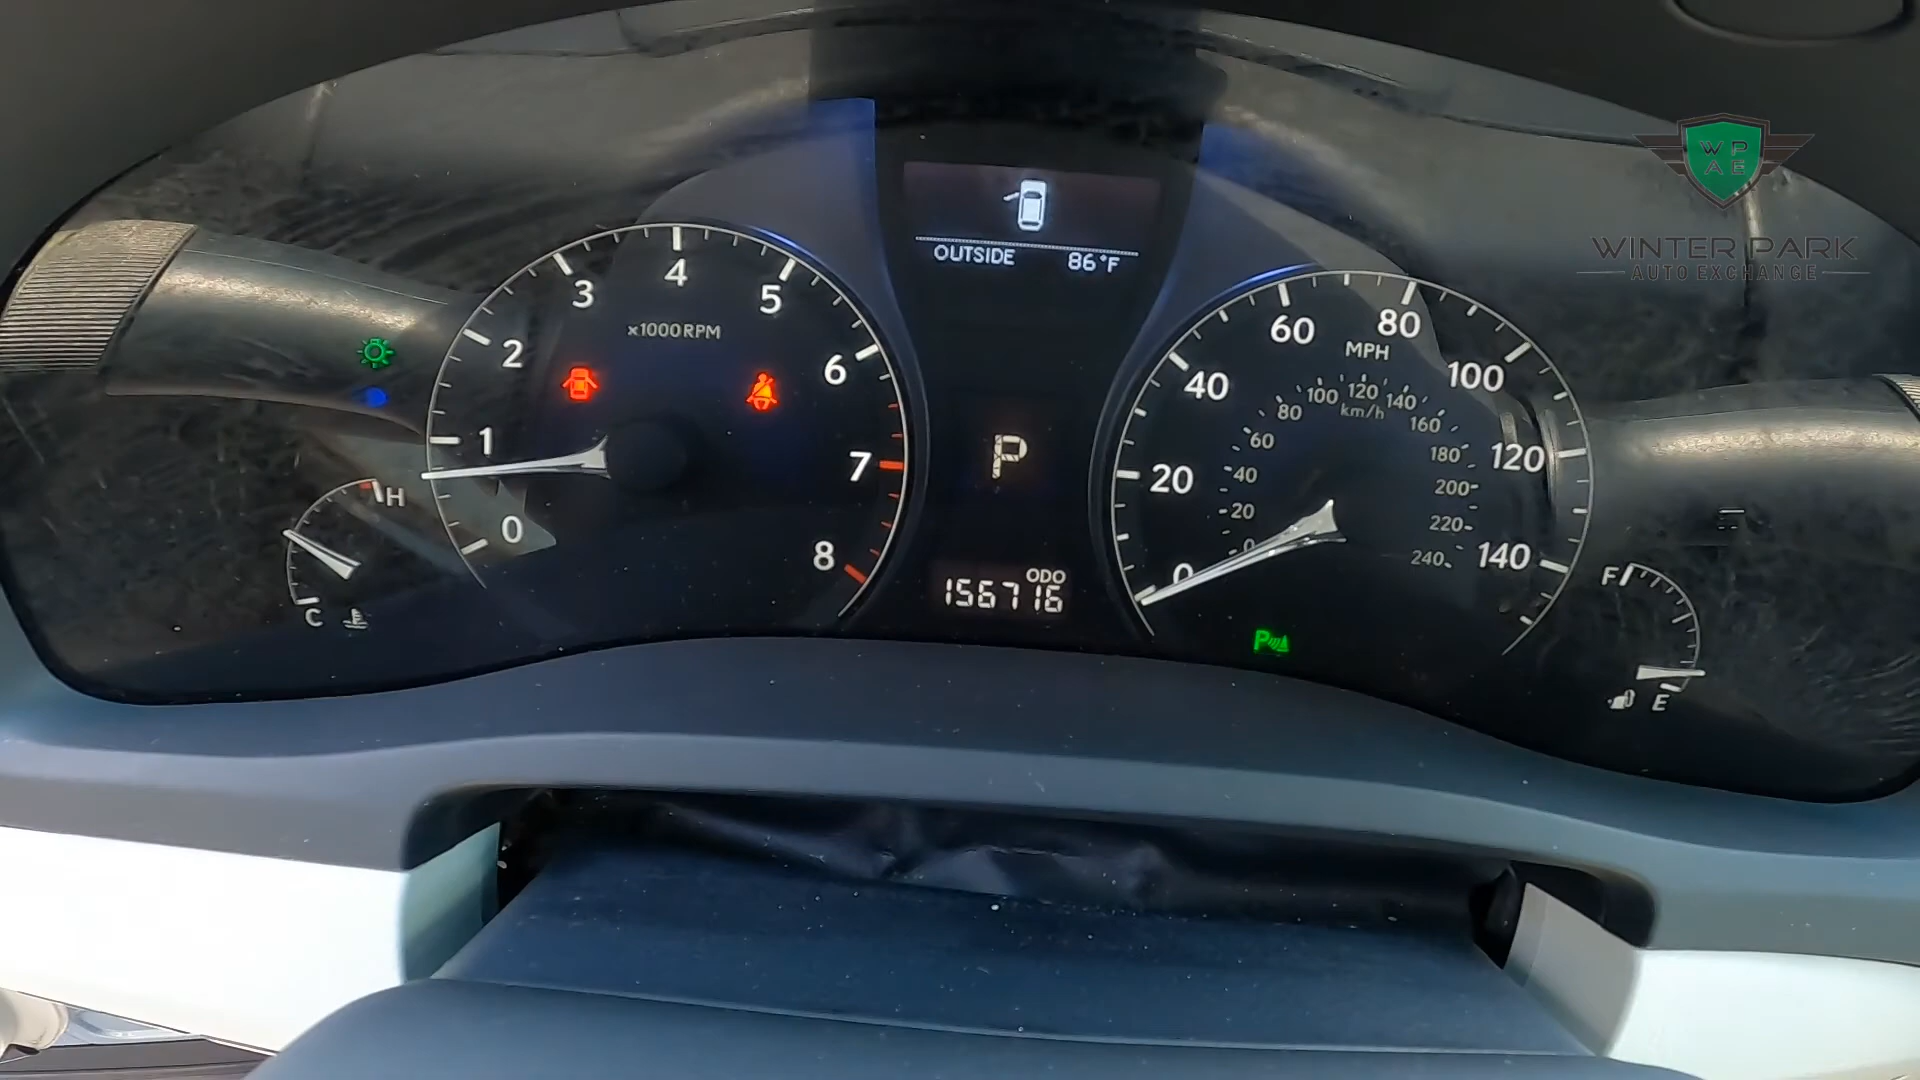 W P
A E
WINTER PARK
AUTO EXCHANGE
OUTSIDE 86°F
0 1 2 3 4 5 6 7 8
x1000RPM
H
C
P
ODO
156716
0 20 40 60 80 100 120 140
MPH
0 20 40 60 80 100 120 140 160 180 200 220 240
km/h
P
F
E